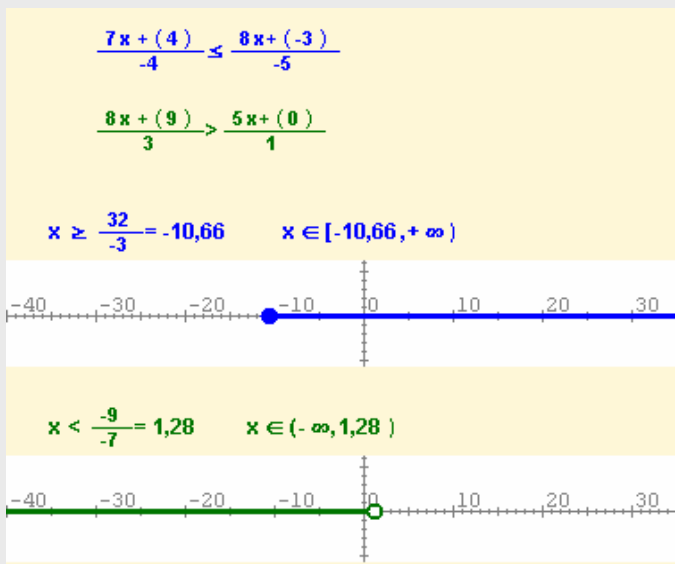 7x + ( 4 ) / -4 ≤ 8x + ( -3 ) / -5
8x + ( 9 ) / 3 > 5x + ( 0 ) / 1
x ≥ 32 / -3 = -10,66 x ∈ [ -10,66 , + ∞ )
-40 -30 -20 -10 0 10 20 30
x < -9 / -7 = 1,28 x ∈ ( - ∞, 1,28 )
-40 -30 -20 -10 0 10 20 30